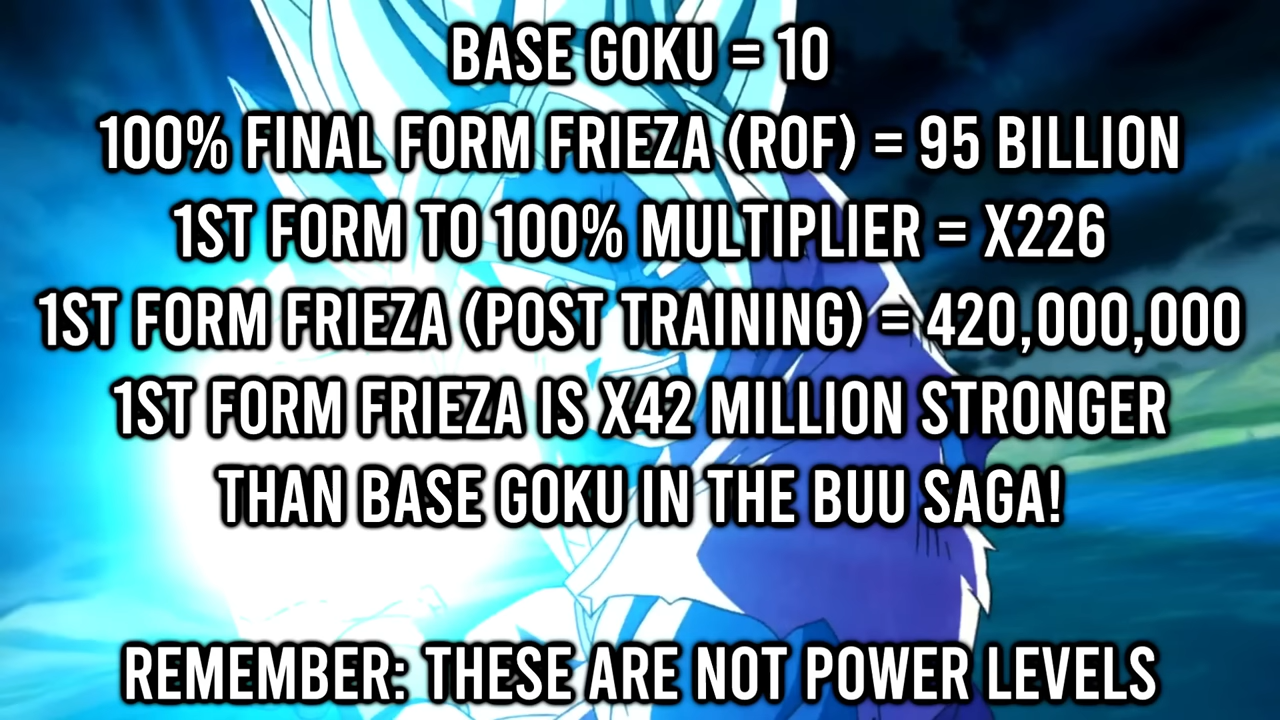 BASE GOKU = 10
100% FINAL FORM FRIEZA (ROF) = 95 BILLION
1ST FORM TO 100% MULTIPLIER = X226
1ST FORM FRIEZA (POST TRAINING) = 420,000,000
1ST FORM FRIEZA IS X42 MILLION STRONGER
THAN BASE GOKU IN THE BUU SAGA!
REMEMBER: THESE ARE NOT POWER LEVELS